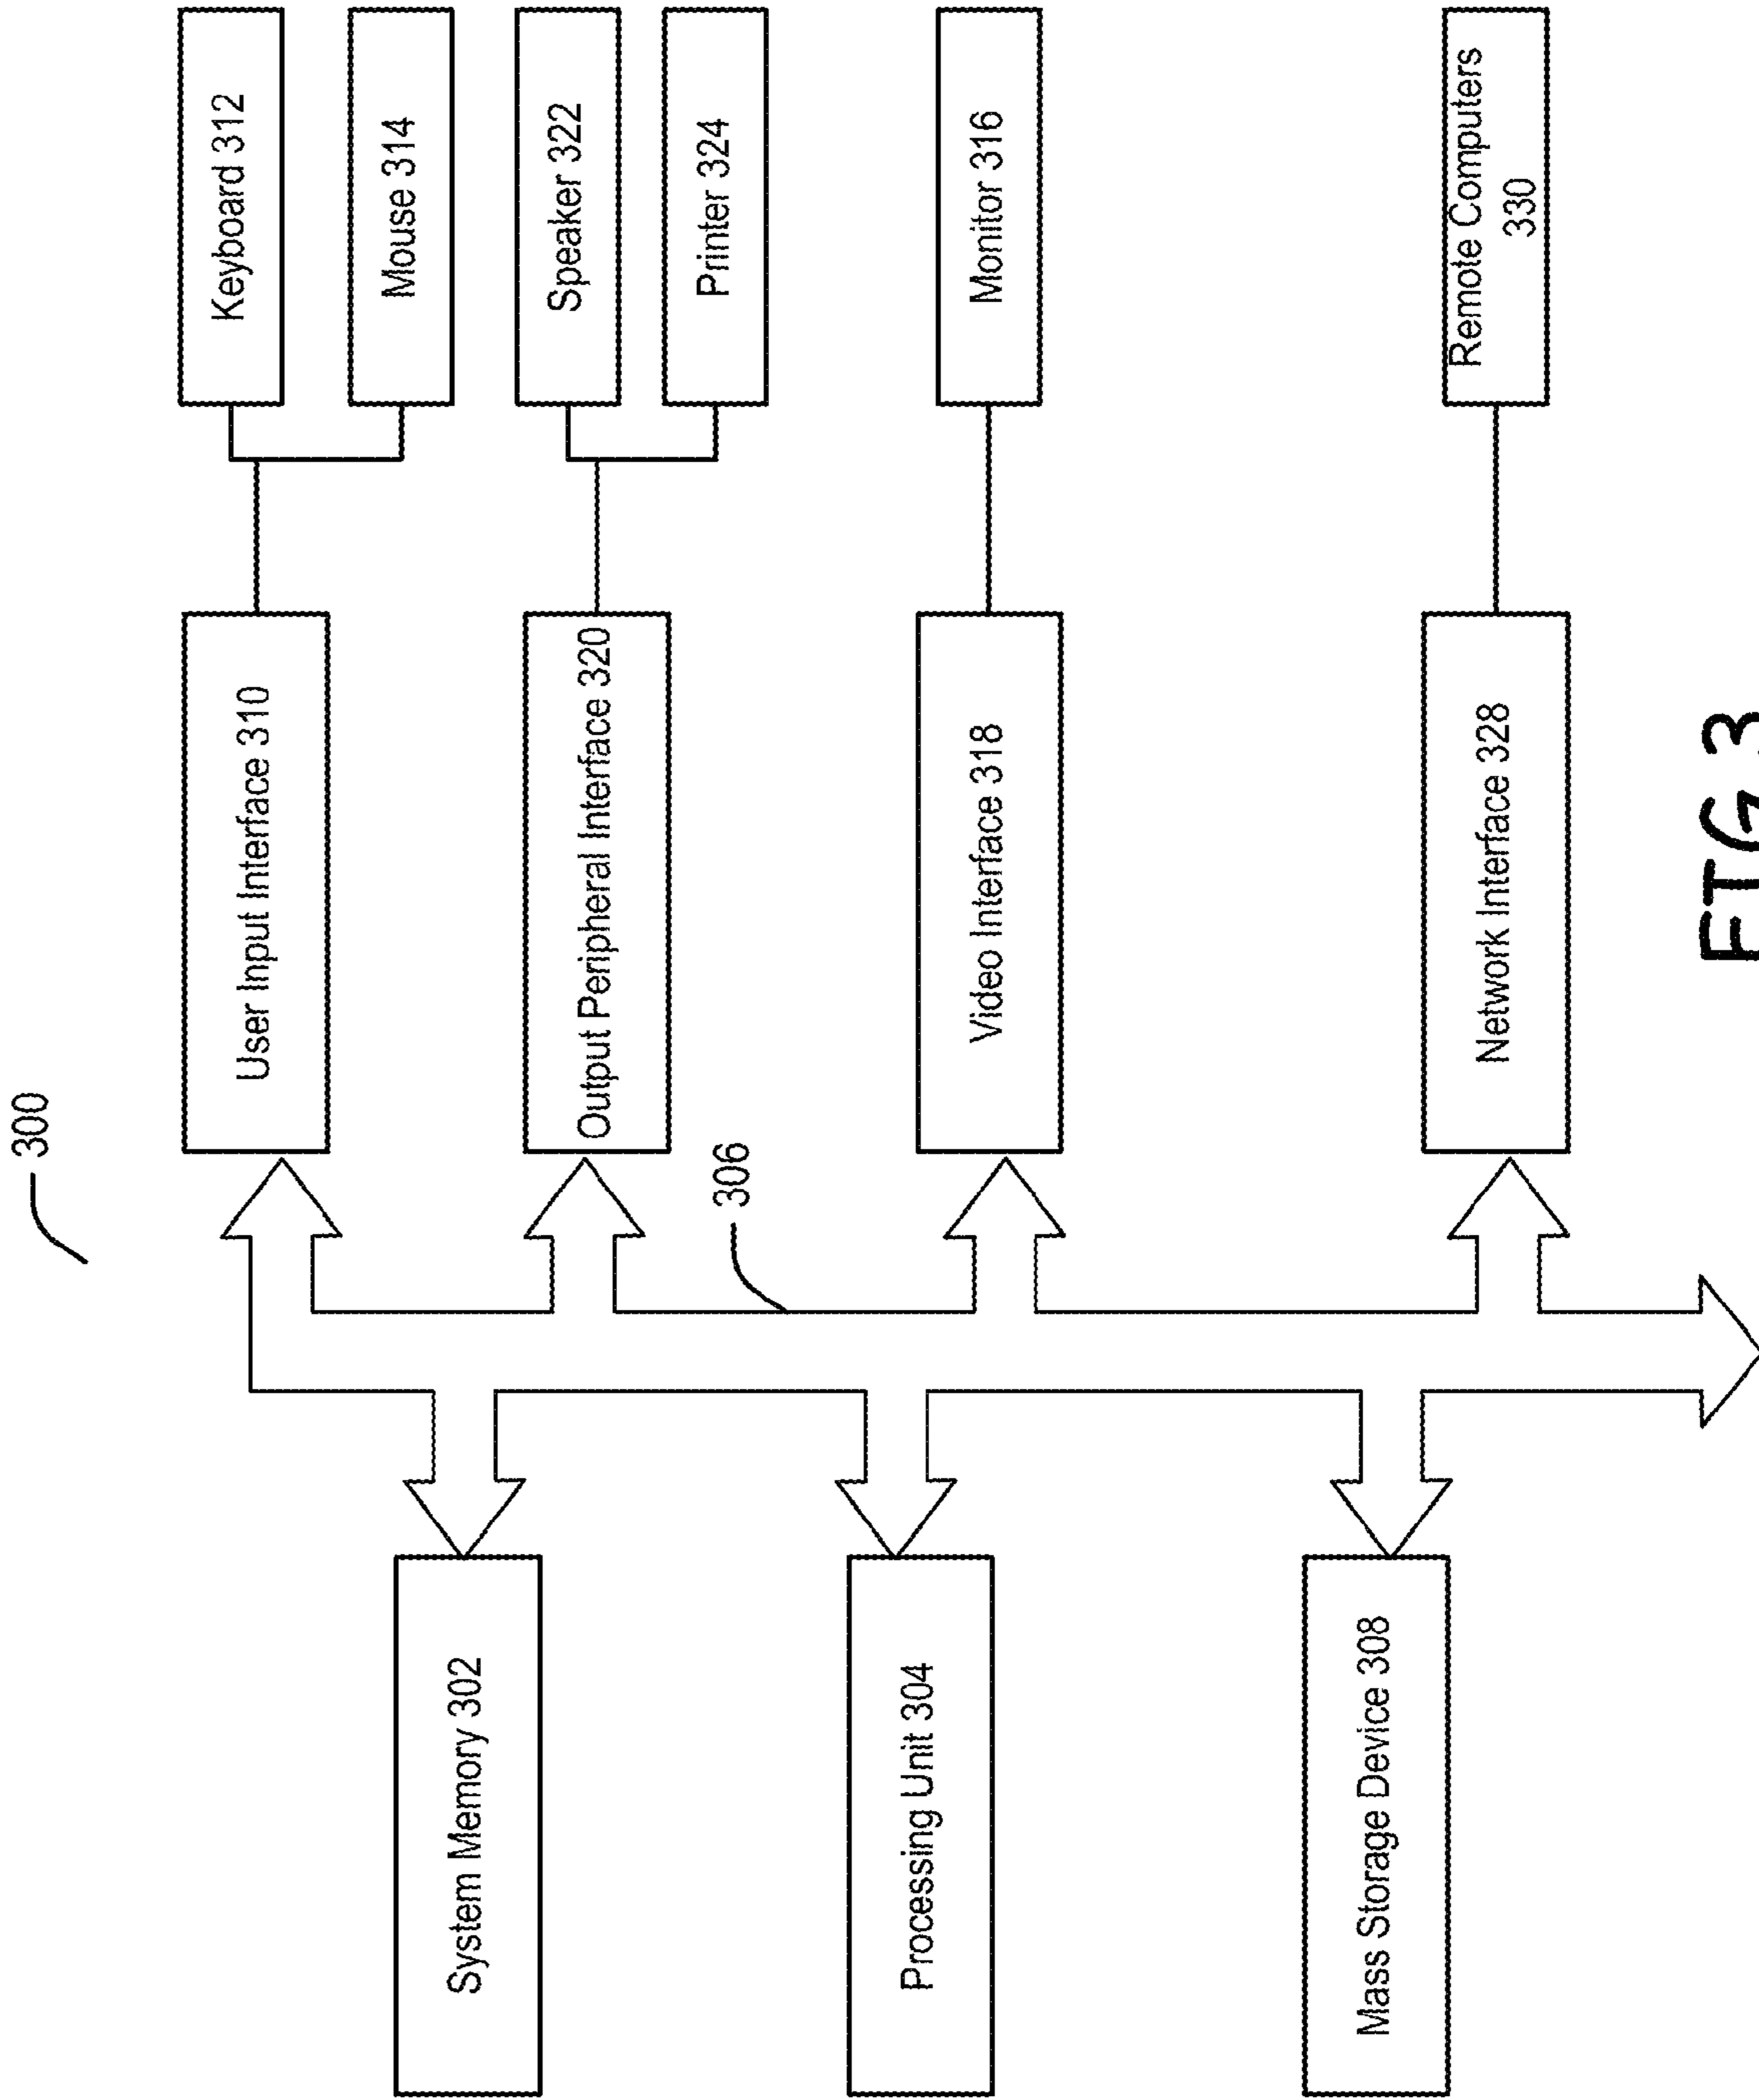 300
User Input Interface 310
Keyboard 312
Mouse 314
System Memory 302
Output Peripheral Interface 320
Speaker 322
Printer 324
306
Processing Unit 304
Video Interface 318
Monitor 316
Mass Storage Device 308
Network Interface 328
Remote Computers
330
FIG 3